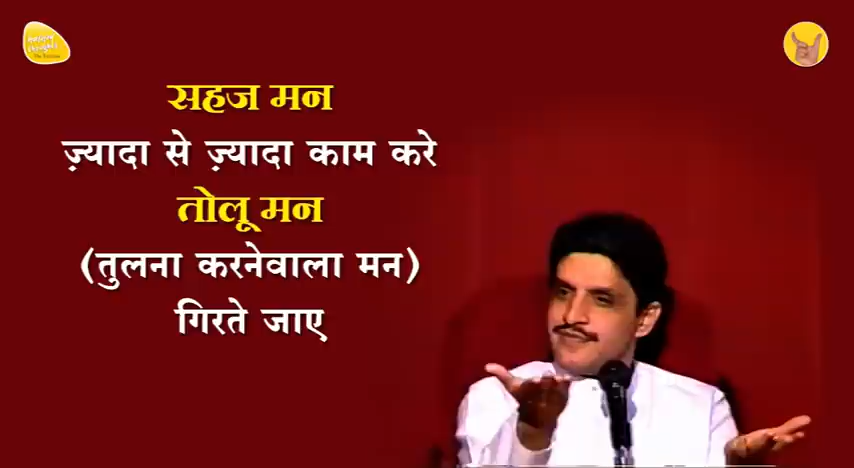 सहज मन
ज़्यादा से ज़्यादा काम करे
तोलू मन
(तुलना करनेवाला मन)
गिरते जाए